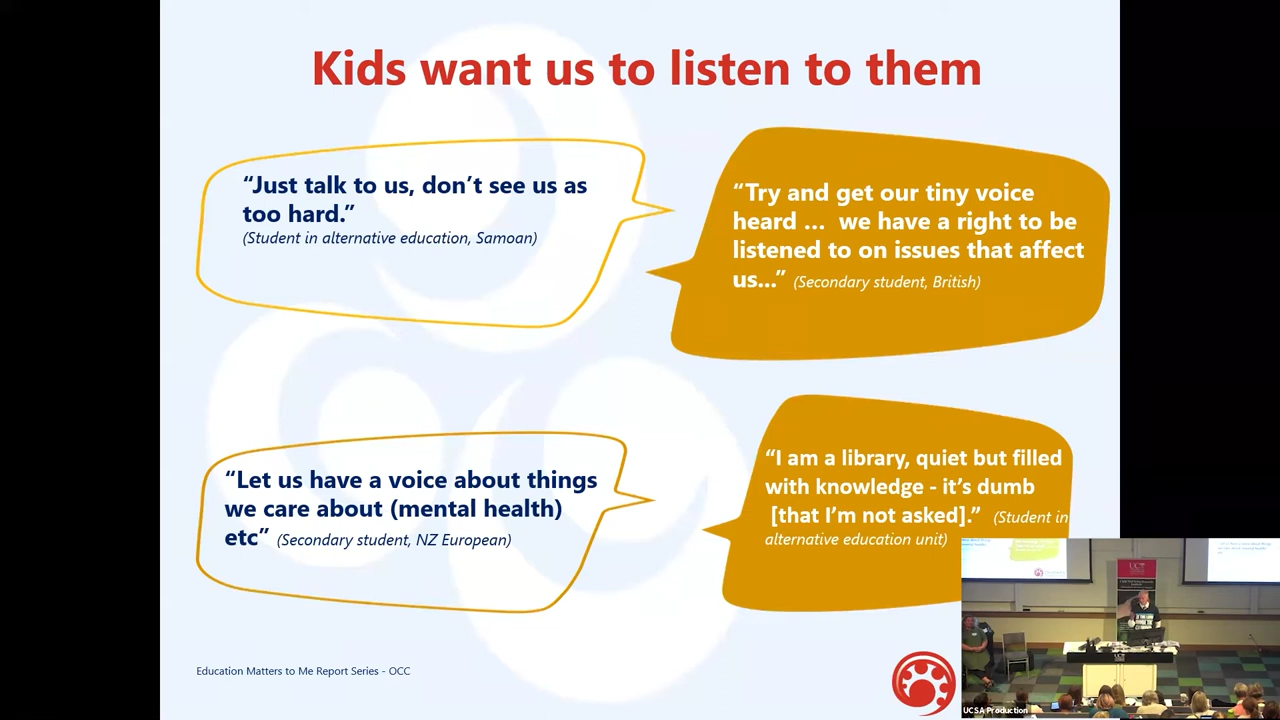 Kids want us to listen to them
“Just talk to us, don’t see us as
too hard.”
(Student in alternative education, Samoan)
“Try and get our tiny voice
heard ... we have a right to be
listened to on issues that affect
us...” (Secondary student, British)
“Let us have a voice about things
we care about (mental health)
etc” (Secondary student, NZ European)
“I am a library, quiet but filled
with knowledge - it’s dumb
[that I’m not asked].” (Student in
alternative education unit)
Education Matters to Me Report Series - OCC
UC
UCSA Production